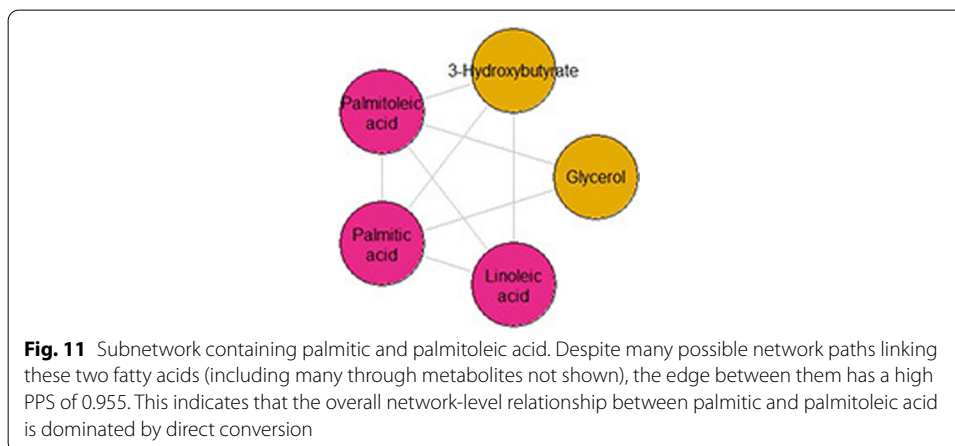 3-Hydroxybutyrate
Palmitoleic
acid
Glycerol
Palmitic
acid
Linoleic
acid
Fig. 11 Subnetwork containing palmitic and palmitoleic acid. Despite many possible network paths linking
these two fatty acids (including many through metabolites not shown), the edge between them has a high
PPS of 0.955. This indicates that the overall network-level relationship between palmitic and palmitoleic acid
is dominated by direct conversion